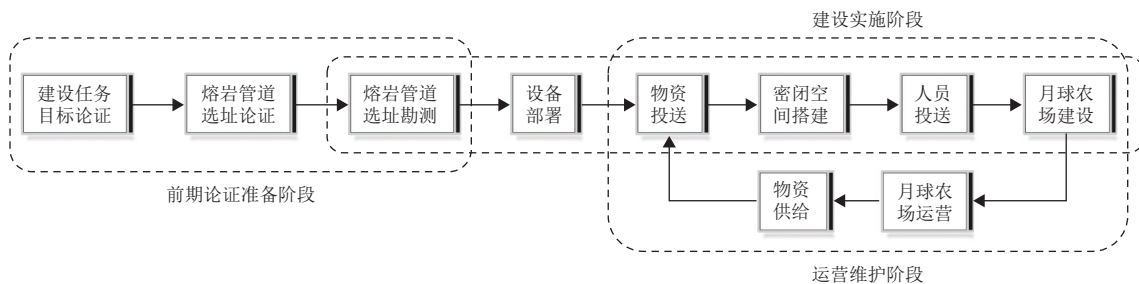 建设实施阶段
建设任务
目标论证
熔岩管道
选址论证
熔岩管道
选址勘测
设备
部署
物资
投送
密闭空
间搭建
人员
投送
月球农
场建设
前期论证准备阶段
物资
供给
月球农
场运营
运营维护阶段